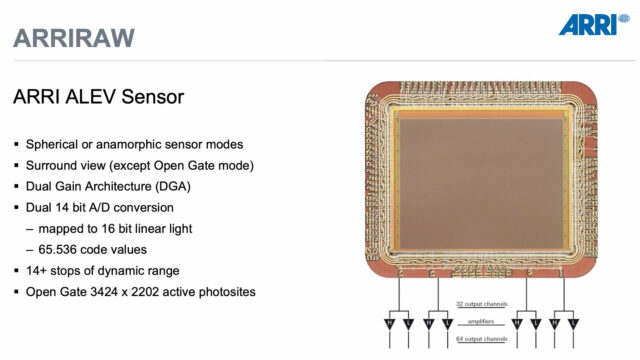 ARRIRAW
ARRI
ARRI ALEV Sensor
▪ Spherical or anamorphic sensor modes
▪ Surround view (except Open Gate mode)
▪ Dual Gain Architecture (DGA)
▪ Dual 14 bit A/D conversion
– mapped to 16 bit linear light
– 65.536 code values
▪ 14+ stops of dynamic range
▪ Open Gate 3424 x 2202 active photosites
32 output channels
H L H L amplifiers H L
64 output channels